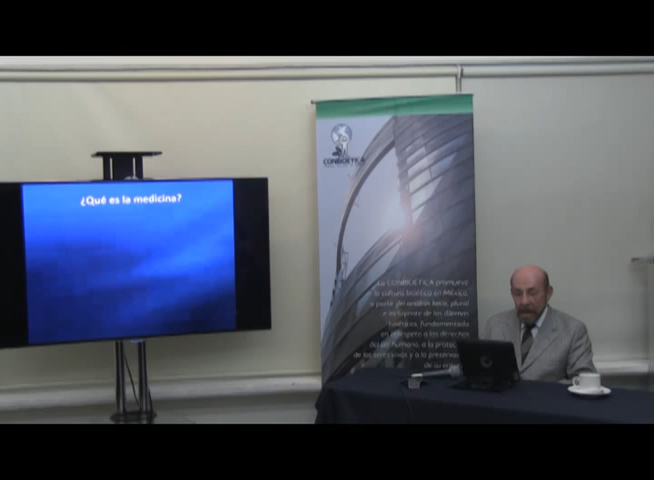 ¿Qué es la medicina?
CONBIOÉTICA
La CONBIOÉTICA promueve
la cultura bioética en México,
a partir del análisis laico, plural
e incluyente de los dilemas
bioéticos, fundamentada
en el respeto a los derechos
del ser humano, a la protección
de los seres vivos y a la preservación
de su